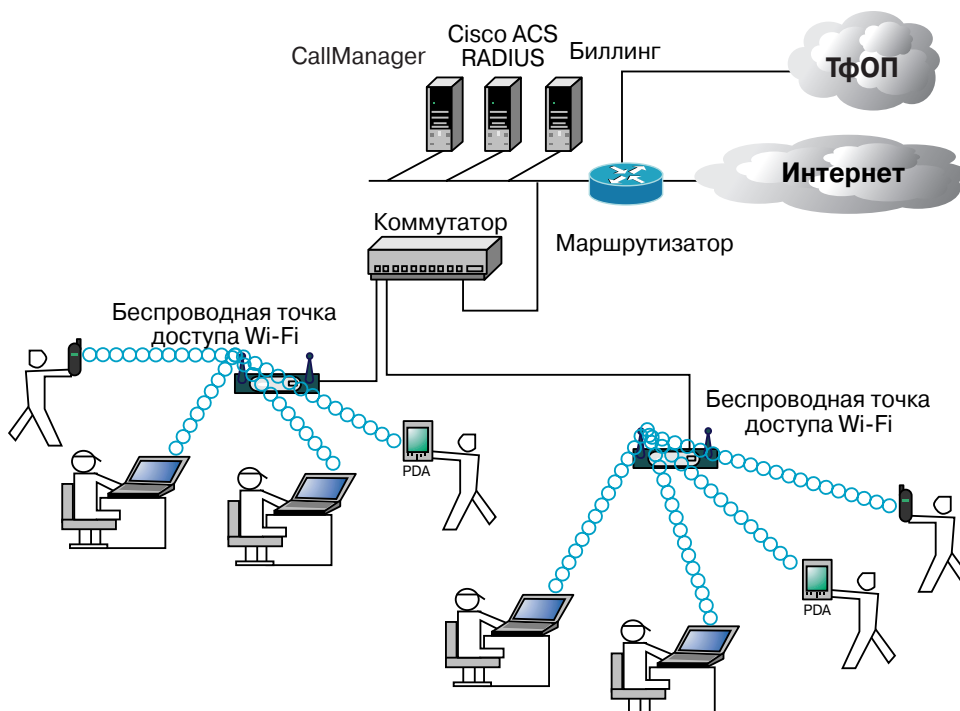 CallManager
Cisco ACS
RADIUS
Биллинг
ТфОП
Интернет
Коммутатор
Маршрутизатор
Беспроводная точка
доступа Wi-Fi
PDA
Беспроводная точка
доступа Wi-Fi
PDA